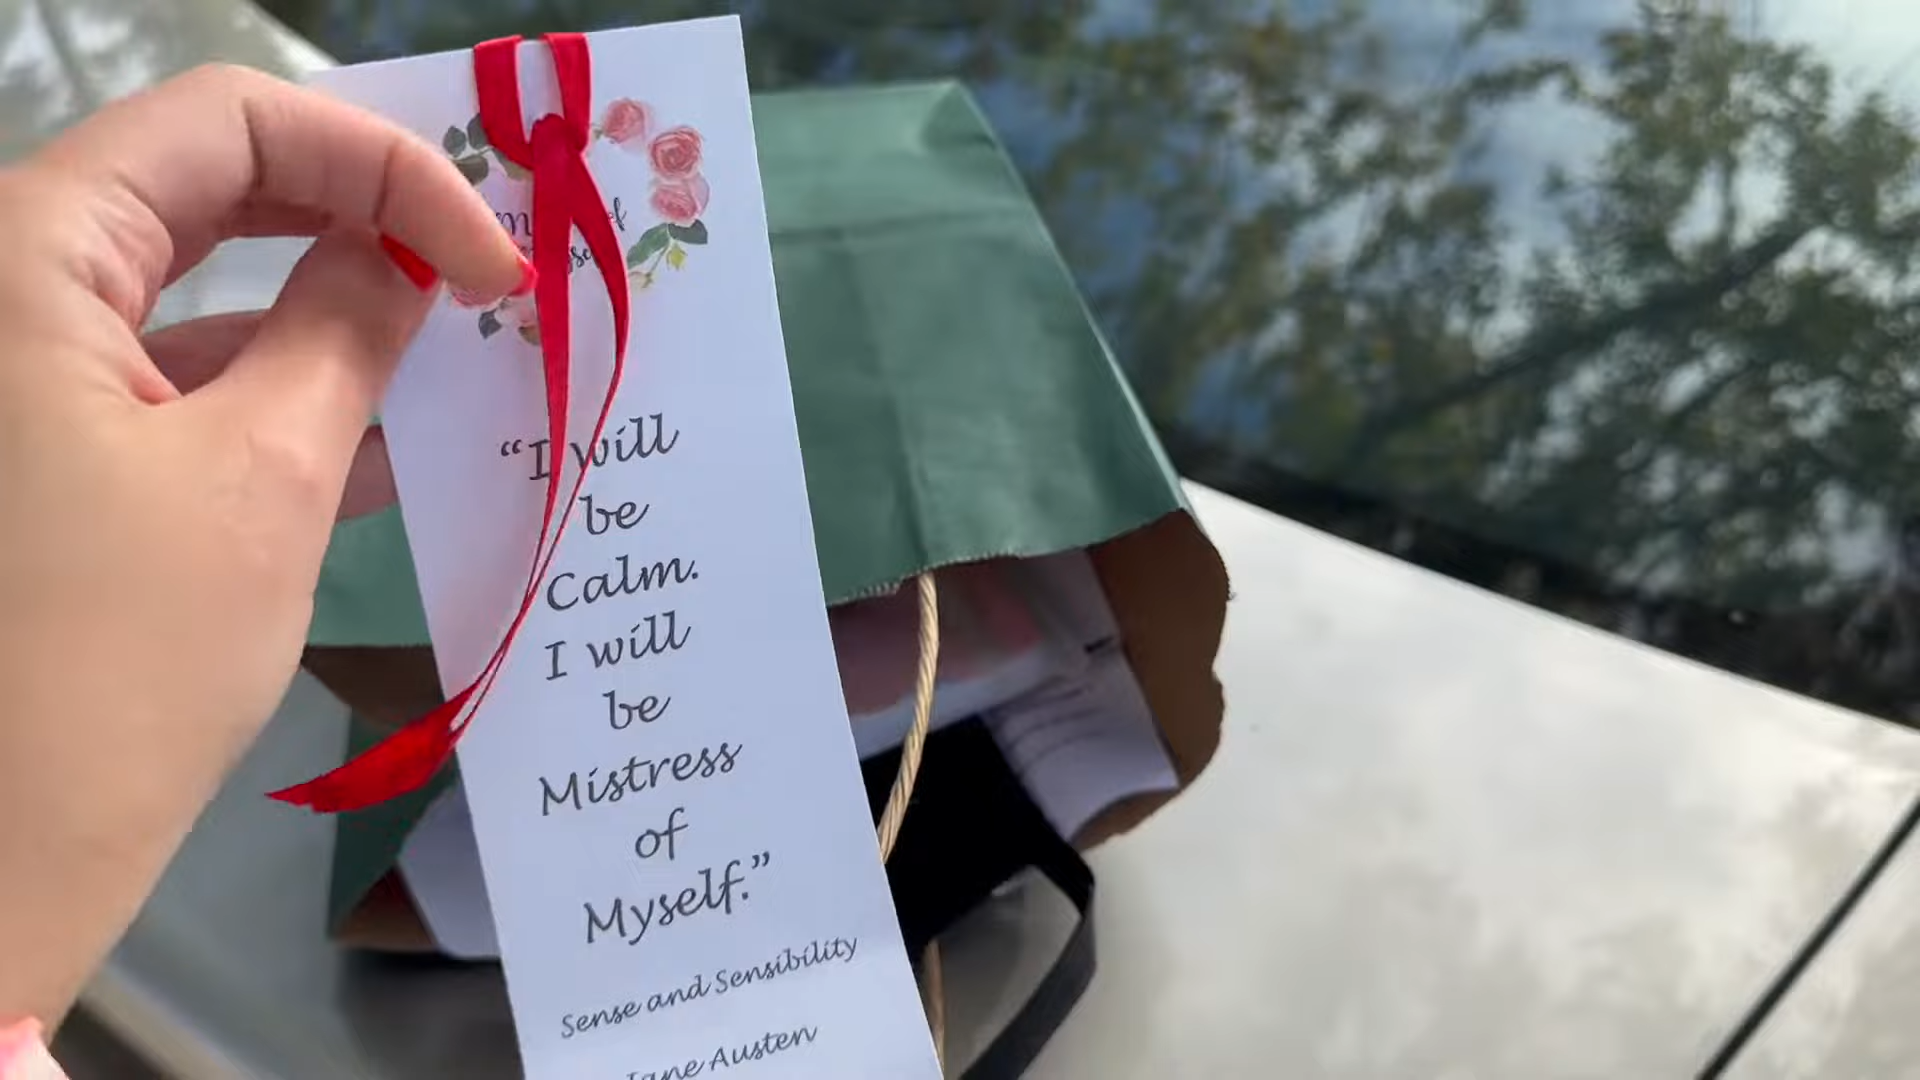 “I will
be
Calm.
I will
be
Mistress
of
Myself.”
Sense and Sensibility
Jane Austen